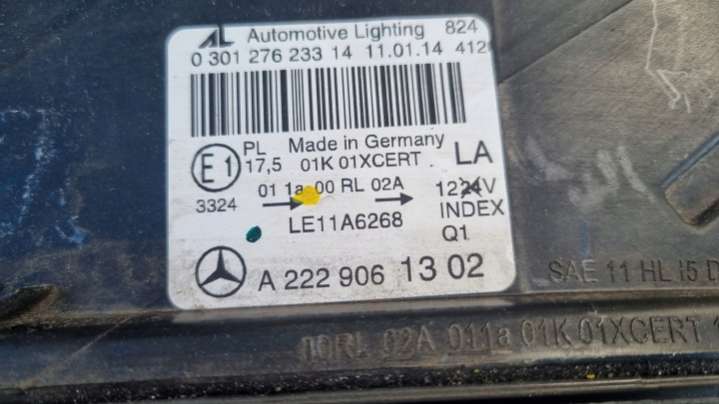 AL Automotive Lighting 824
0 301 276 233 14 11.01.14 412
Made in Germany
PL
17,5 01K 01XCERT LA
E1
01 1a 00 RL 02A 1224V
3324
LE11A6268 INDEX
Q1
A 222 906 13 02
SAE 11 HL I5 D
00RL 02A 011a 01K 01XCERT